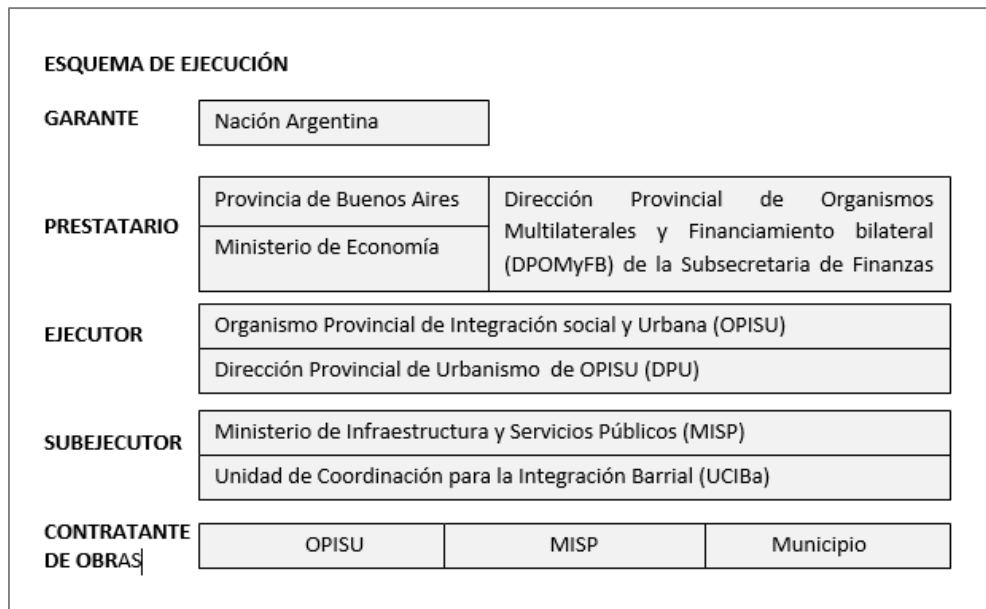 ESQUEMA DE EJECUCIÓN
GARANTE
Nación Argentina
PRESTATARIO
Provincia de Buenos Aires
Ministerio de Economía
Dirección Provincial de Organismos
Multilaterales y Financiamiento bilateral
(DPOMyFB) de la Subsecretaria de Finanzas
EJECUTOR
Organismo Provincial de Integración social y Urbana (OPISU)
Dirección Provincial de Urbanismo de OPISU (DPU)
SUBEJECUTOR
Ministerio de Infraestructura y Servicios Públicos (MISP)
Unidad de Coordinación para la Integración Barrial (UCIBa)
CONTRATANTE
DE OBRAS
OPISU
MISP
Municipio